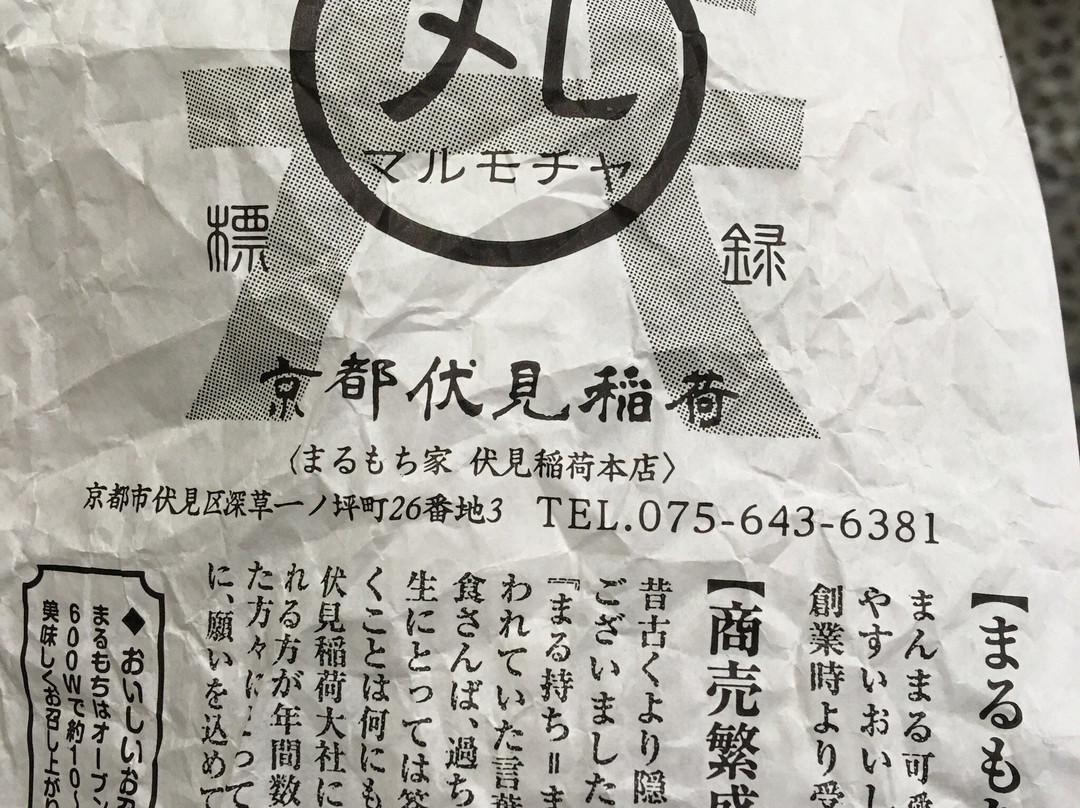 丸
マルモチヤ
標
録
京都伏見稲荷
〈まるもち家 伏見稲荷本店〉
京都市伏見区深草一ノ坪町26番地3 TEL.075-643-6381
【まるも
まんまる可愛
やすいおいし
創業時より受
【商売繁盛
昔古くより隠
ございました
『まる持ち=ま
われていた言葉
食さんば、過ち
生にとっては答
くことは何にも
伏見稲荷大社に
れる方が年間数
た方々にとって
に、願いを込めて
◆おいしいお召
まるもちはオーブン
600Wで約10〜
美味しくお召し上がり